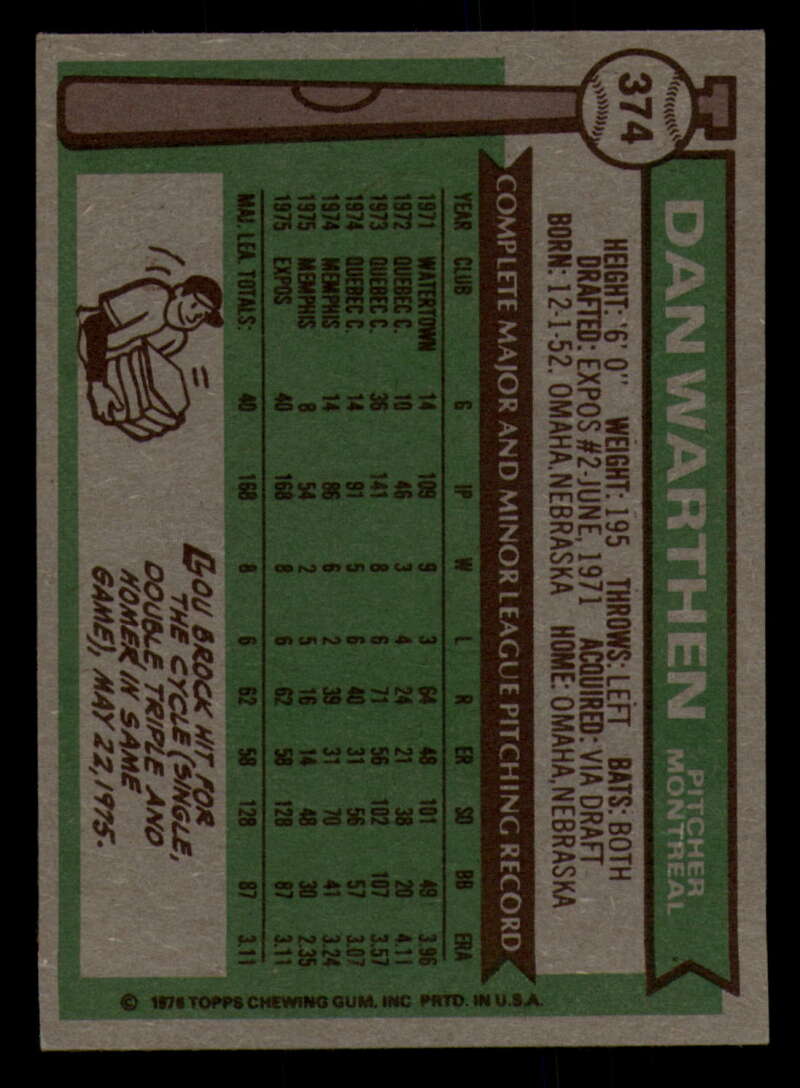 374
DAN WARTHEN
PITCHER
MONTREAL
HEIGHT: '6' 0" WEIGHT: 195 THROWS: LEFT BATS: BOTH
DRAFTED: EXPOS #2-JUNE, 1971 ACQUIRED: VIA DRAFT
BORN: 12-1-52, OMAHA, NEBRASKA HOME: OMAHA, NEBRASKA
COMPLETE MAJOR AND MINOR LEAGUE PITCHING RECORD
YEAR CLUB G IP W L R ER SO BB ERA
1971 WATERTOWN 14 109 9 3 64 48 101 49 3.96
1972 QUEBEC C. 10 46 3 4 24 21 38 20 4.11
1973 QUEBEC C. 36 141 8 6 71 56 102 107 3.57
1974 QUEBEC C. 14 91 5 6 40 31 56 57 3.07
1974 MEMPHIS 14 86 6 2 39 31 70 41 3.24
1975 MEMPHIS 8 54 2 5 16 14 48 30 2.35
1975 EXPOS 40 168 8 6 62 58 128 87 3.11
MAJ. LEA. TOTALS: 40 168 8 6 62 58 128 87 3.11
LOU BROCK HIT FOR
THE CYCLE (SINGLE,
DOUBLE TRIPLE AND
HOMER IN SAME
GAME), MAY 22, 1975.
© 1976 TOPPS CHEWING GUM, INC PRTD. IN U.S.A.